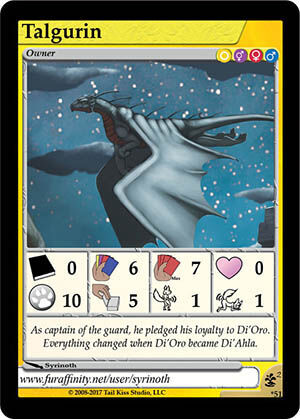 Talgurin
Owner
0
6
7
Max
0
10
5
1
1
As captain of the guard, he pledged his loyalty to Di'Oro.
Everything changed when Di'Oro became Di'Ahla.
Syrinoth
www.furaffinity.net/user/syrinoth
2
*51
© 2008-2017 Tail Kiss Studio, LLC